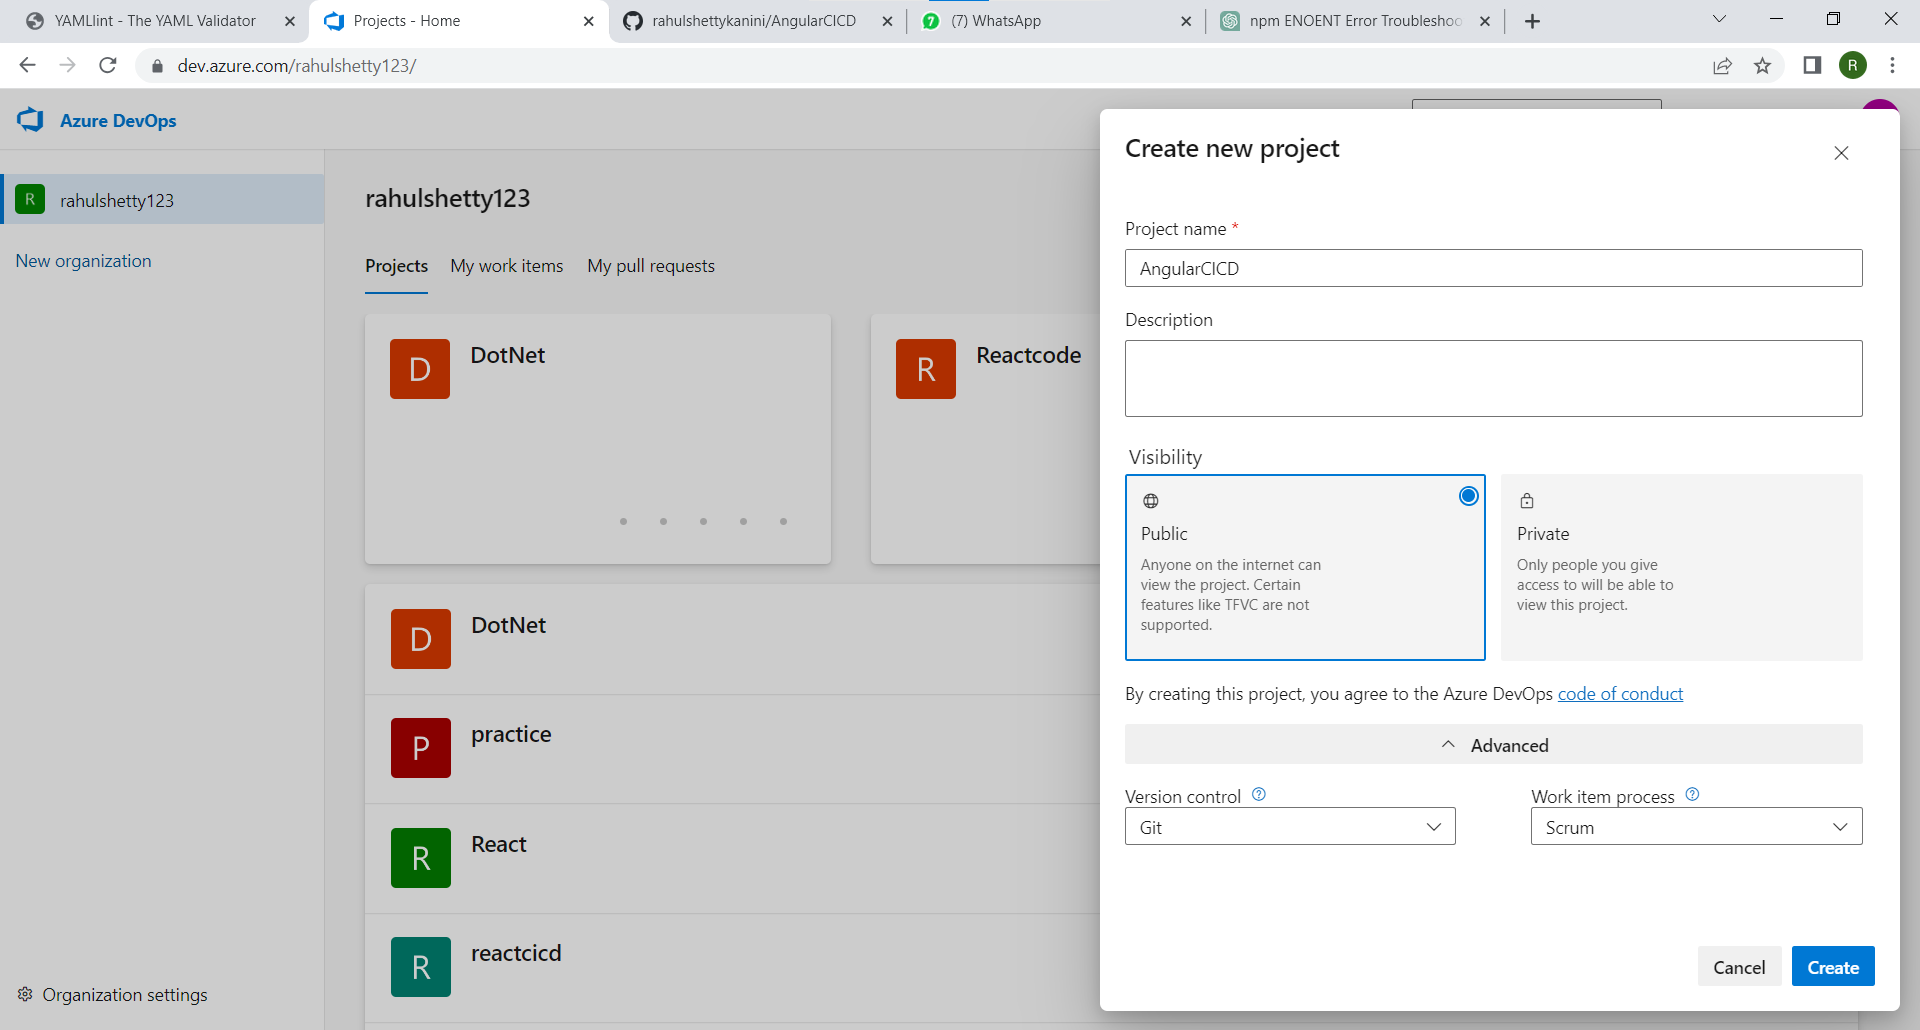 YAMLlint - The YAML Validator
Projects - Home
rahulshettykanini/AngularCICD
7
(7) WhatsApp
npm ENOENT Error Troubleshoo
dev.azure.com/rahulshetty123/
R
Azure DevOps
R
rahulshetty123
New organization
Organization settings
rahulshetty123
Projects
My work items
My pull requests
D
DotNet
R
Reactcode
D
DotNet
P
practice
R
React
R
reactcicd
Create new project
Project name *
AngularCICD
Description
Visibility
Public
Anyone on the internet can
view the project. Certain
features like TFVC are not
supported.
Private
Only people you give
access to will be able to
view this project.
By creating this project, you agree to the Azure DevOps code of conduct
Advanced
Version control ?
Git
Work item process ?
Scrum
Cancel
Create